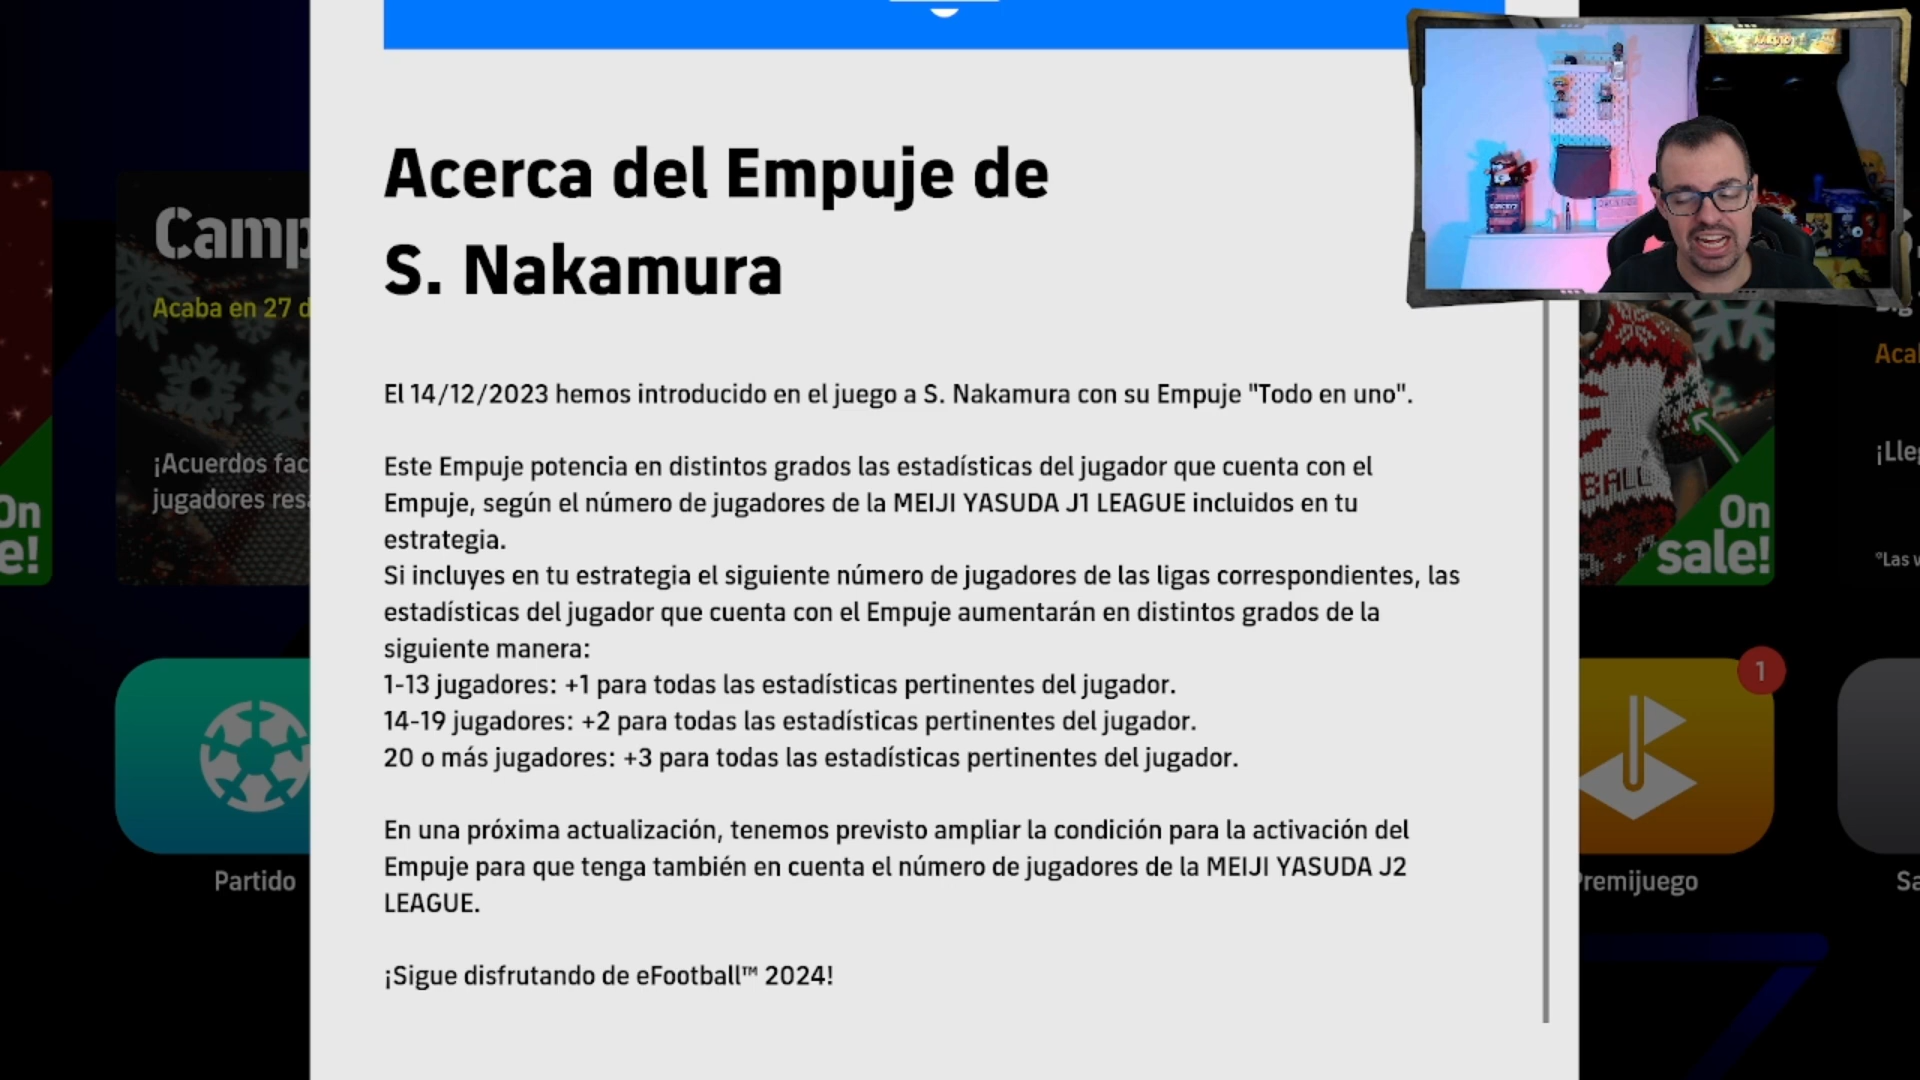 Acerca del Empuje de
S. Nakamura
El 14/12/2023 hemos introducido en el juego a S. Nakamura con su Empuje "Todo en uno".
Este Empuje potencia en distintos grados las estadísticas del jugador que cuenta con el
Empuje, según el número de jugadores de la MEIJI YASUDA J1 LEAGUE incluidos en tu
estrategia.
Si incluyes en tu estrategia el siguiente número de jugadores de las ligas correspondientes, las
estadísticas del jugador que cuenta con el Empuje aumentarán en distintos grados de la
siguiente manera:
1-13 jugadores: +1 para todas las estadísticas pertinentes del jugador.
14-19 jugadores: +2 para todas las estadísticas pertinentes del jugador.
20 o más jugadores: +3 para todas las estadísticas pertinentes del jugador.
En una próxima actualización, tenemos previsto ampliar la condición para la activación del
Empuje para que tenga también en cuenta el número de jugadores de la MEIJI YASUDA J2
LEAGUE.
¡Sigue disfrutando de eFootball™ 2024!
Camp
Acaba en 27 d
¡Acuerdos fac
jugadores res
On
e!
Partido
On
sale!
1
Premijuego
Aca
¡Lle
*Las v
Sa